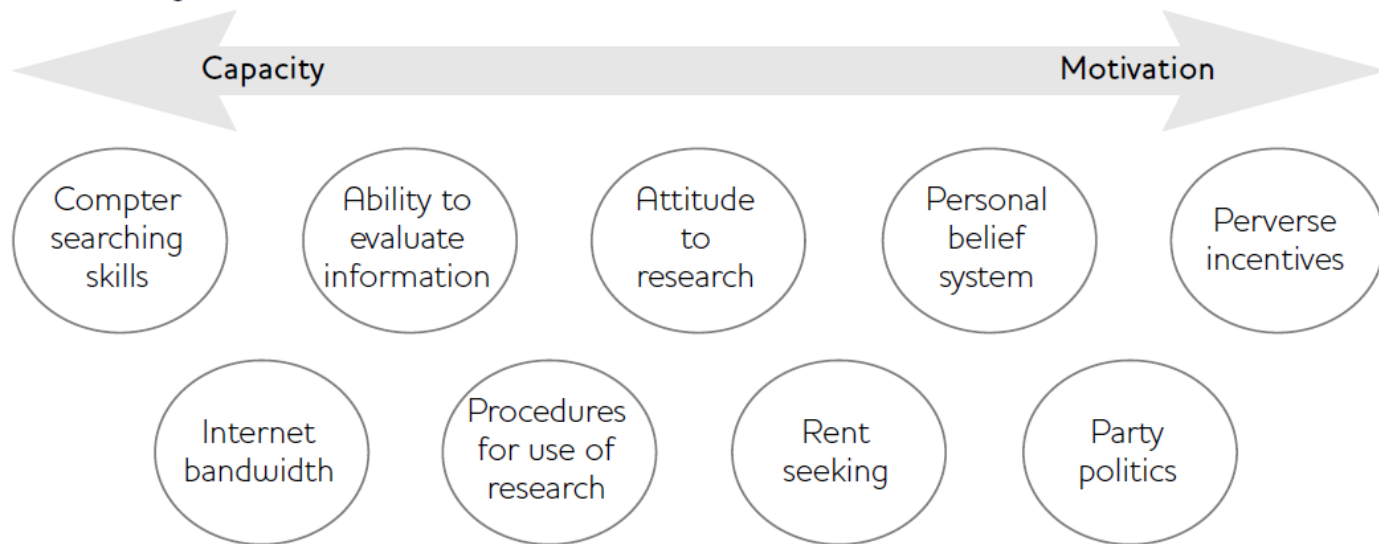 Capacity
Motivation
Compter
searching
skills
Ability to
evaluate
information
Attitude
to
research
Personal
belief
system
Perverse
incentives
Internet
bandwidth
Procedures
for use of
research
Rent
seeking
Party
politics